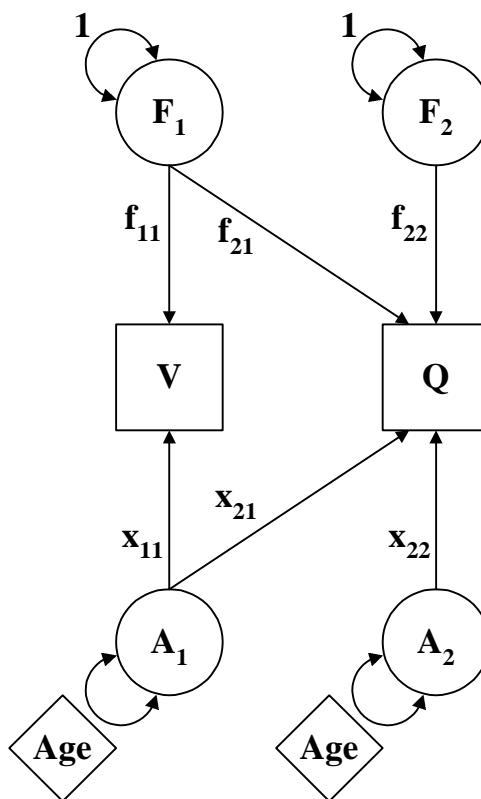 1 1
F₁ F₂
f₁₁ f₂₁ f₂₂
V Q
x₂₁
x₁₁ x₂₂
A₁ A₂
Age Age